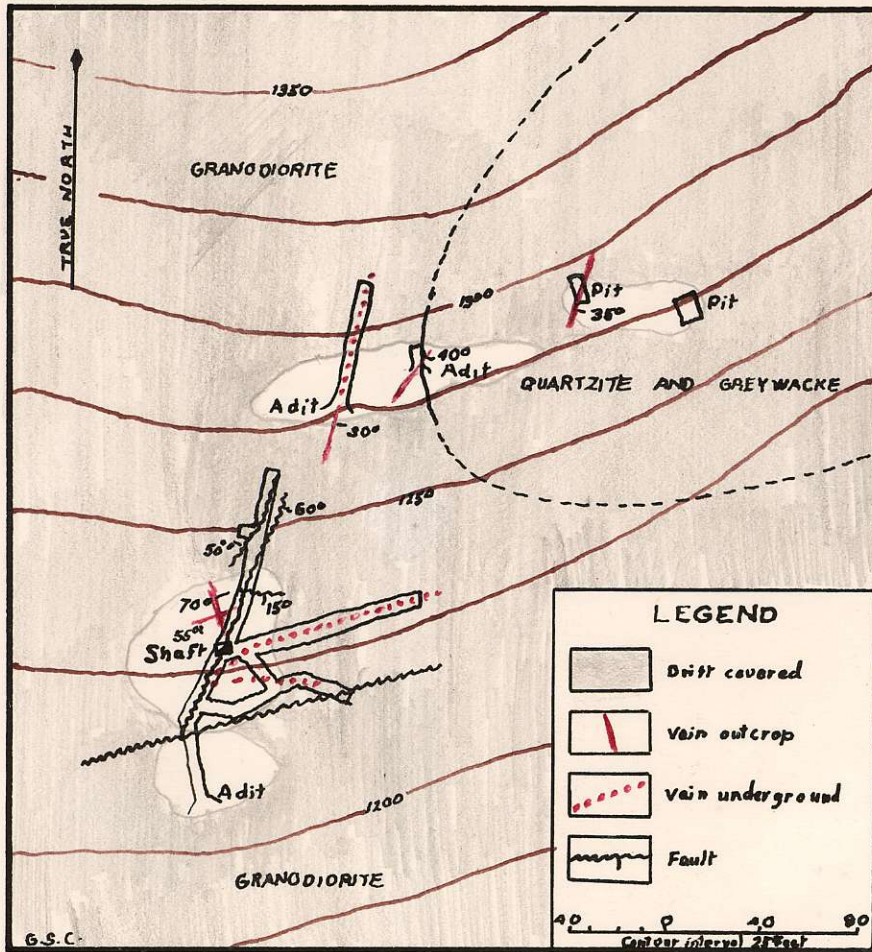 1350
TRUE NORTH
GRANODIORITE
1300
Pit
35°
Pit
40°
Adit
QUARTZITE AND GREYWACKE
Adit
30°
1250
60°
50°
70°
150
55°
Shaft
Adit
1200
GRANODIORITE
G.S.C.
LEGEND
Drift covered
Vein outcrop
Vein underground
Fault
40 0 80
Contour interval 25 feet